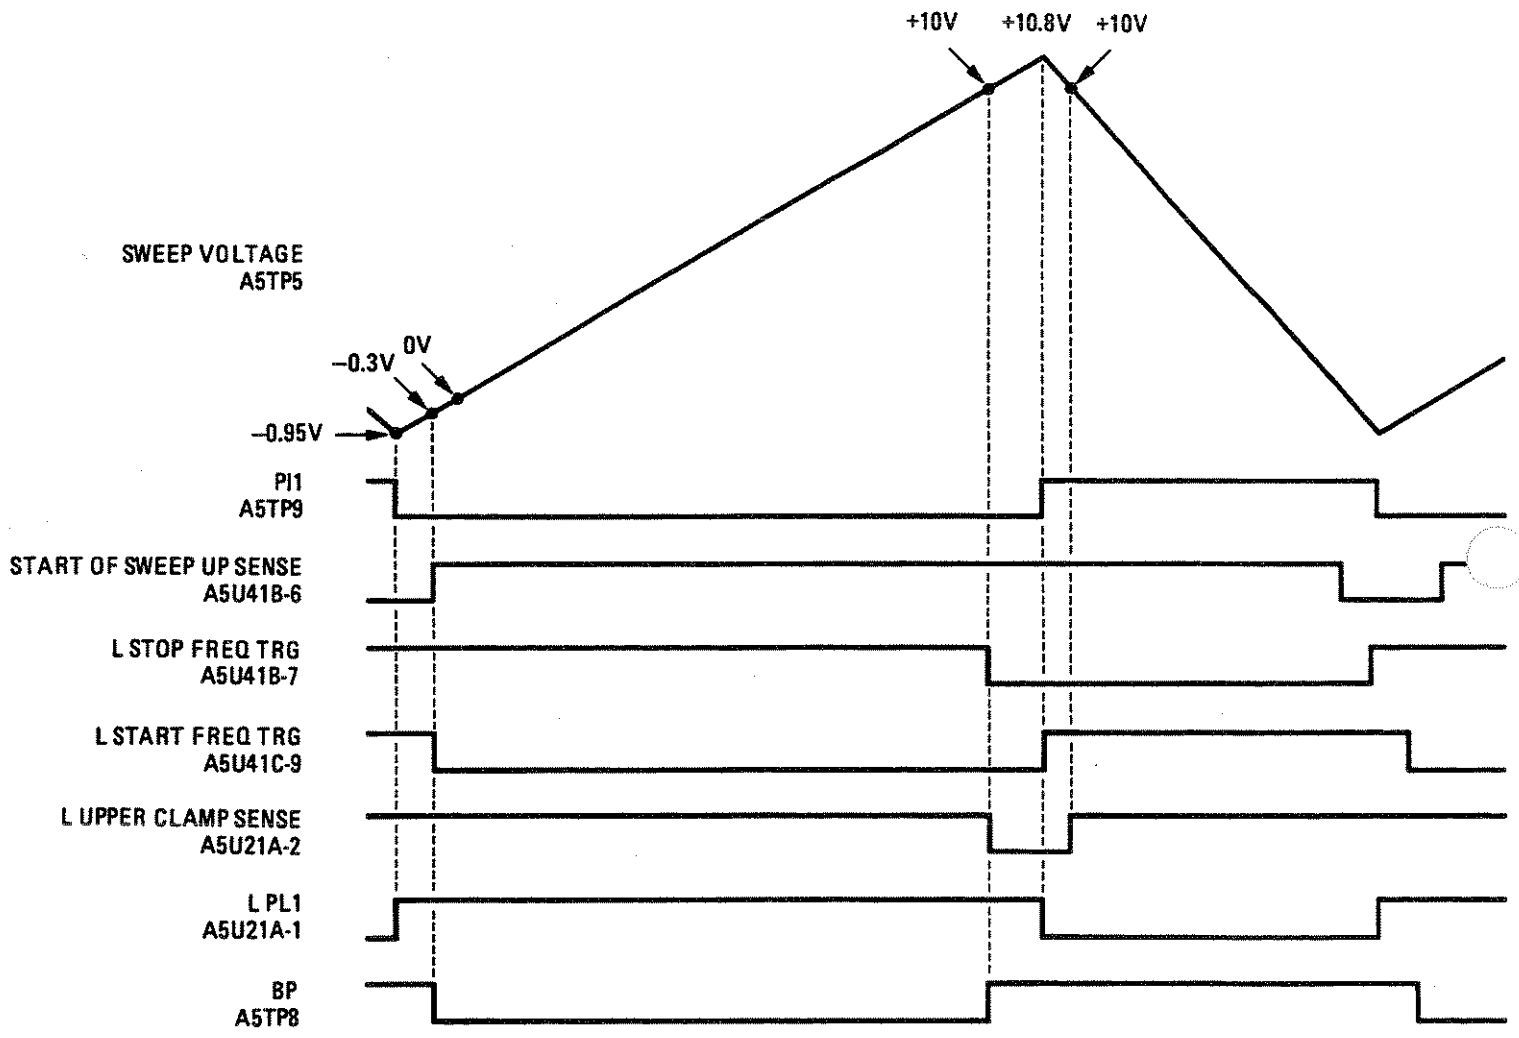 +10V
+10.8V
+10V
SWEEP VOLTAGE
A5TP5
0V
−0.3V
−0.95V
PI1
A5TP9
START OF SWEEP UP SENSE
A5U41B-6
L STOP FREQ TRG
A5U41B-7
L START FREQ TRG
A5U41C-9
L UPPER CLAMP SENSE
A5U21A-2
L PL1
A5U21A-1
BP
A5TP8